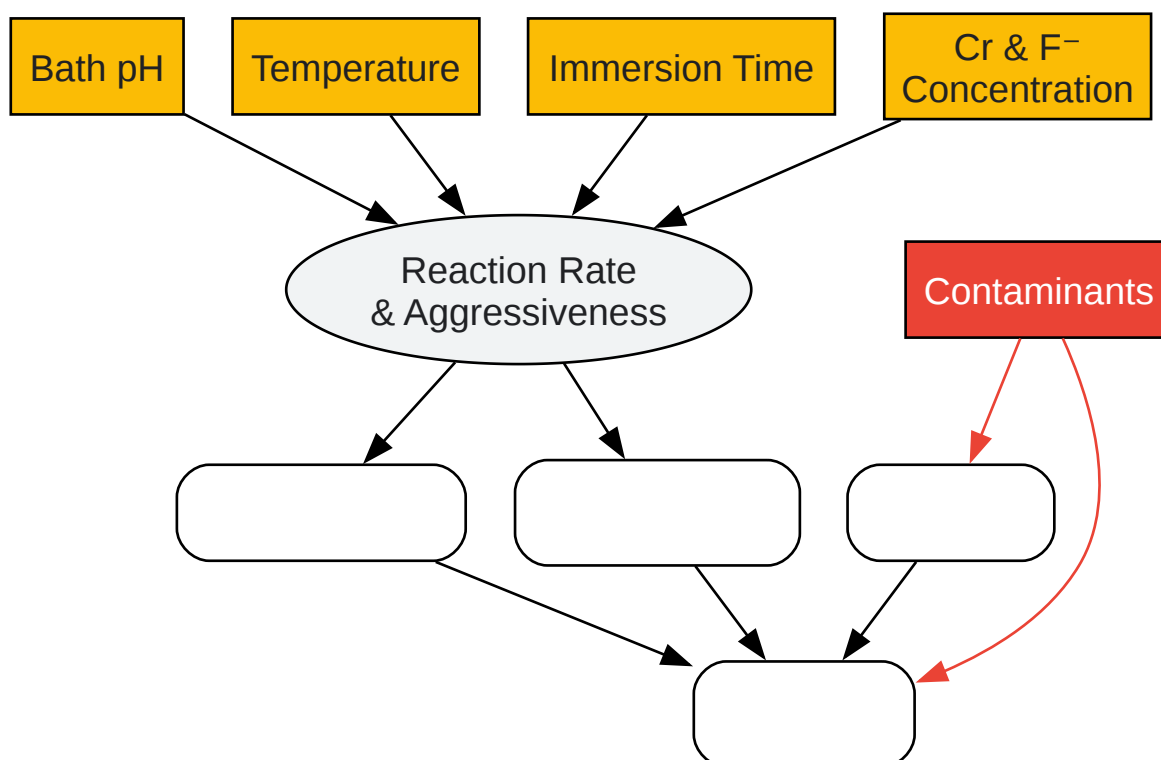 Bath pH
Temperature
Immersion Time
Cr & F⁻
Concentration
Reaction Rate
& Aggressiveness
Contaminants